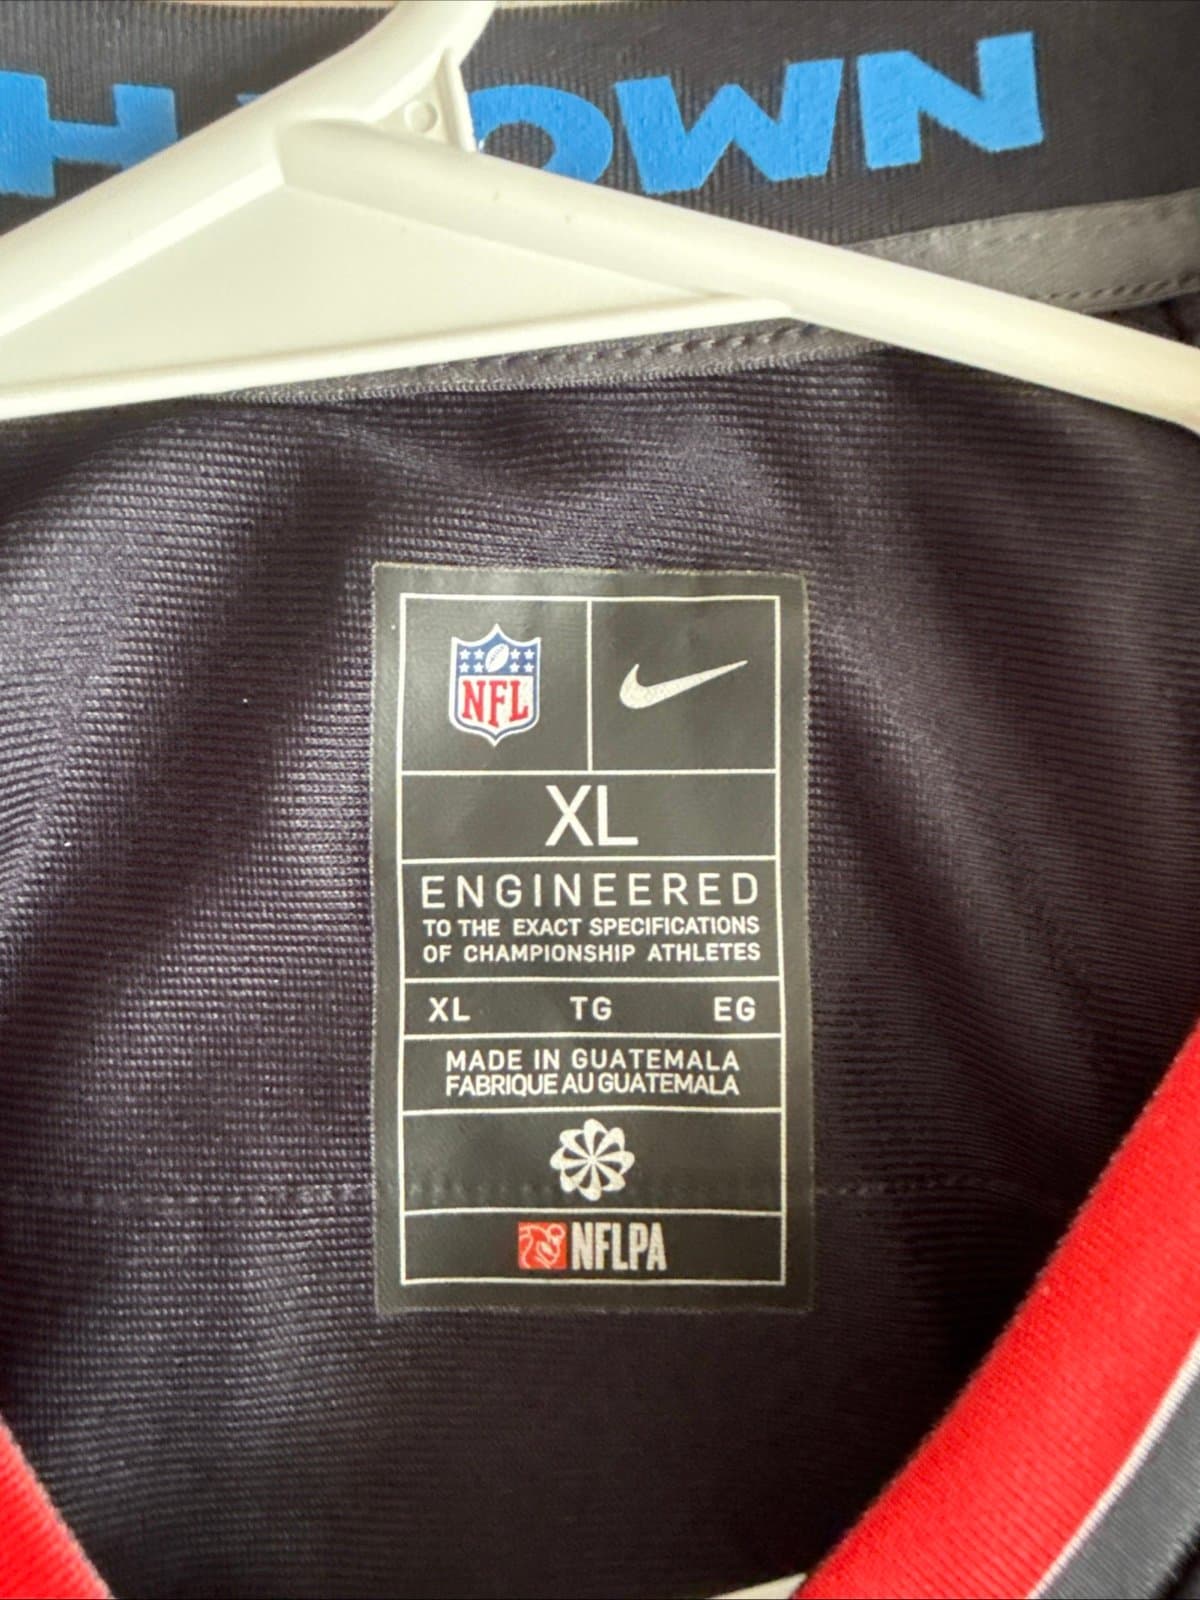 H OWN
NFL
XL
ENGINEERED
TO THE EXACT SPECIFICATIONS
OF CHAMPIONSHIP ATHLETES
XL TG EG
MADE IN GUATEMALA
FABRIQUE AU GUATEMALA
NFLPA